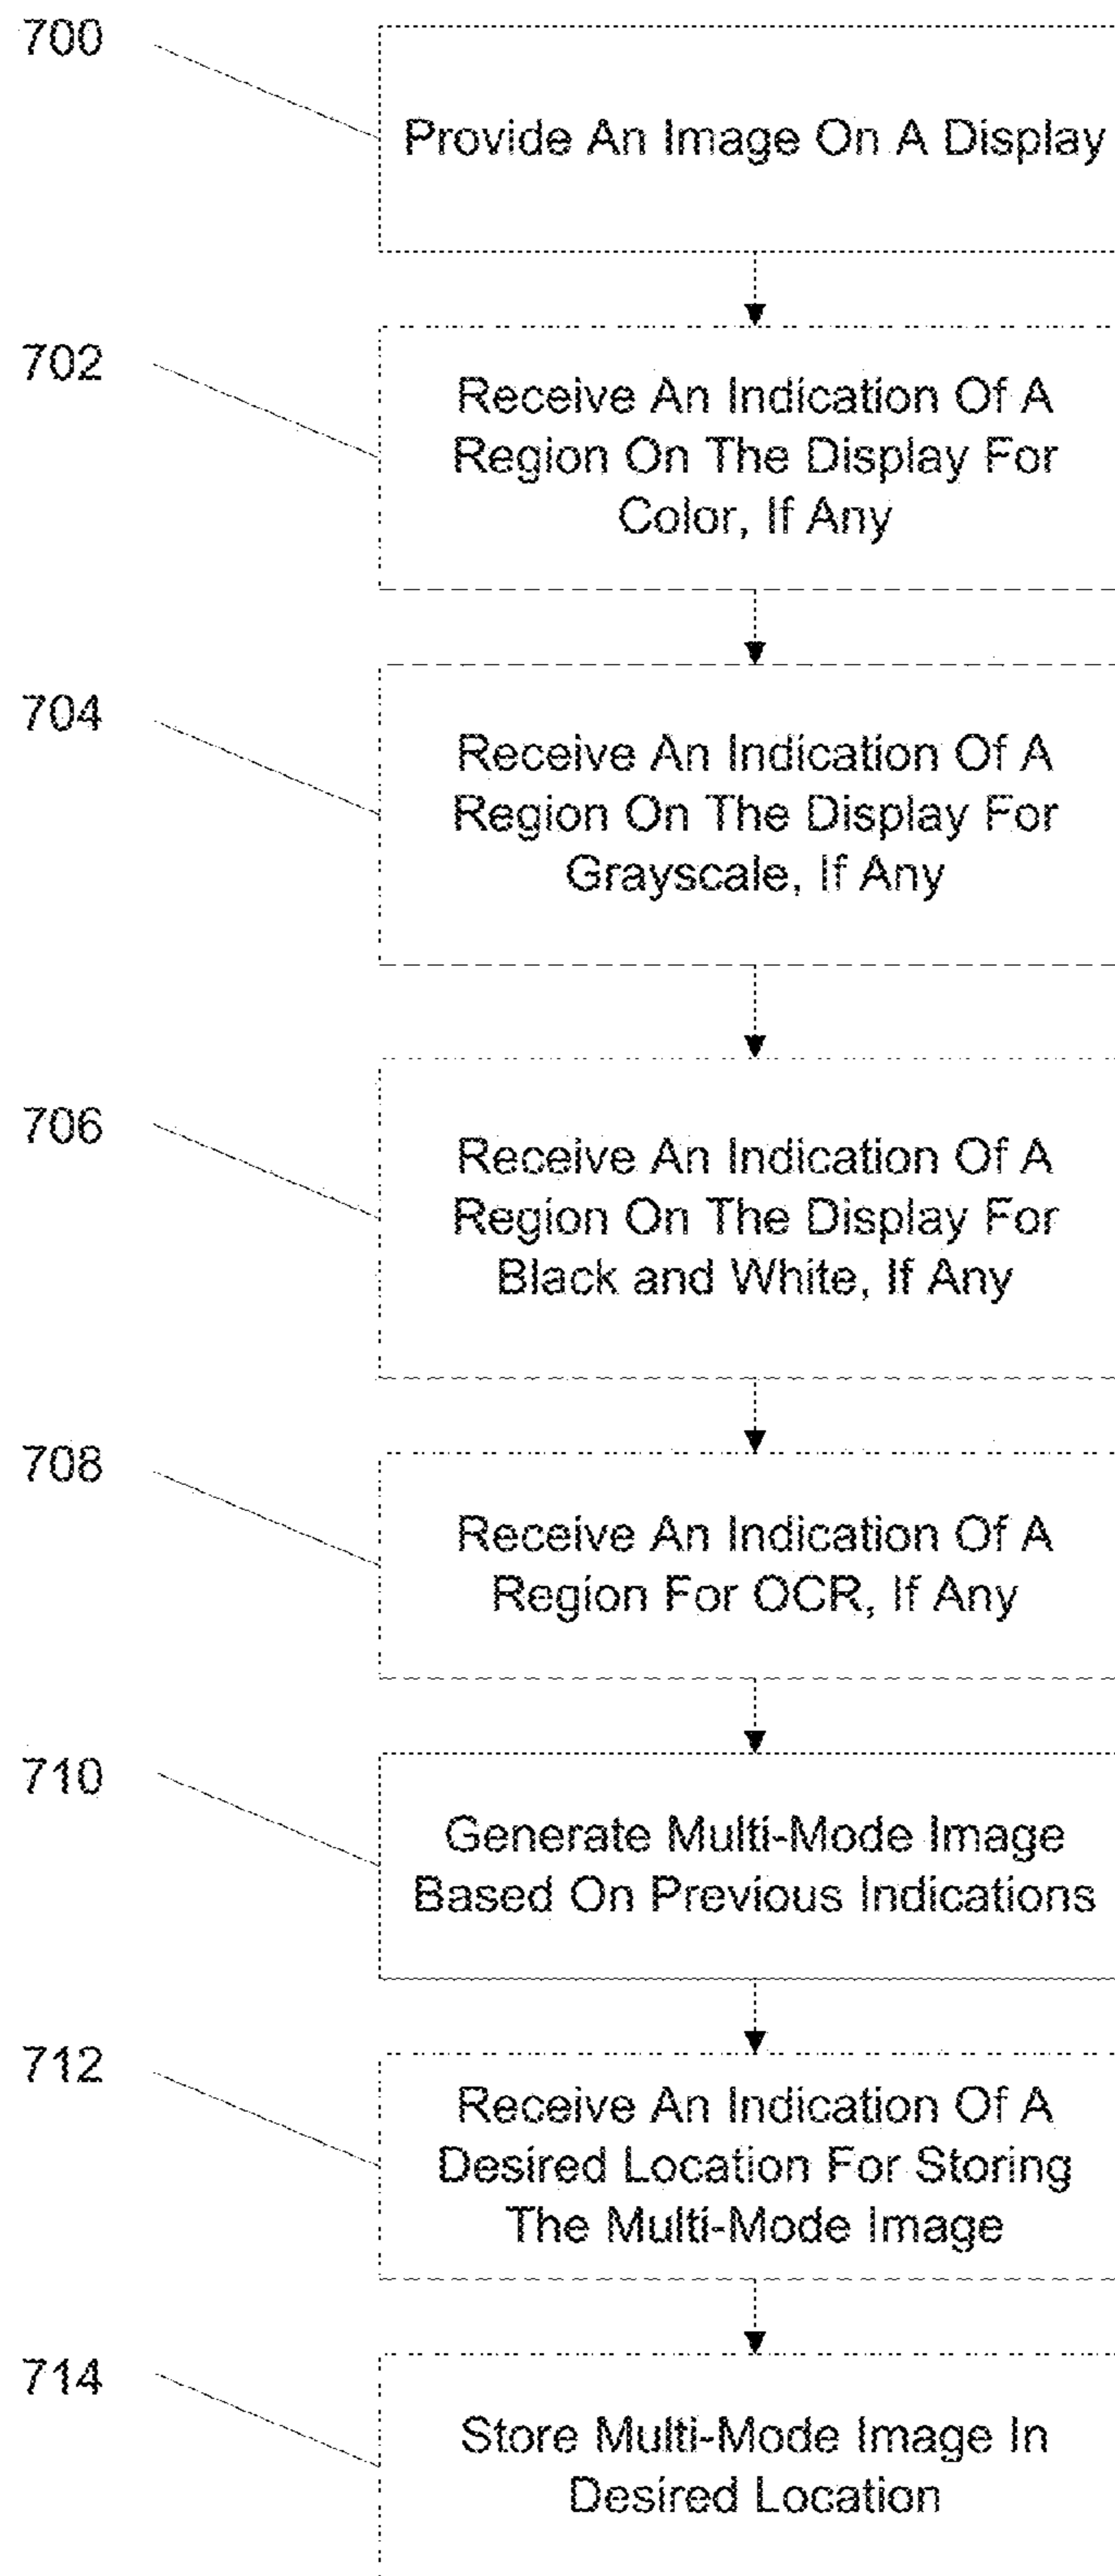 700
Provide An Image On A Display
702
Receive An Indication Of A
Region On The Display For
Color, If Any
704
Receive An Indication Of A
Region On The Display For
Grayscale, If Any
706
Receive An Indication Of A
Region On The Display For
Black and White, If Any
708
Receive An Indication Of A
Region For OCR, If Any
710
Generate Multi-Mode Image
Based On Previous Indications
712
Receive An Indication Of A
Desired Location For Storing
The Multi-Mode Image
714
Store Multi-Mode Image In
Desired Location